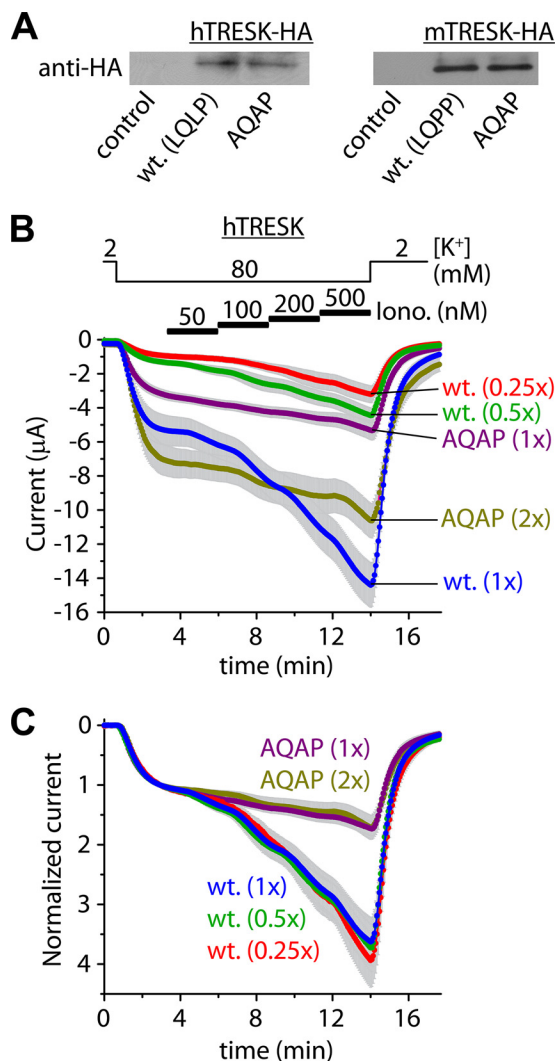 A
hTRESK-HA mTRESK-HA
anti-HA
control wt. (LQLP) AQAP control wt. (LQPP) AQAP
B
hTRESK
2 80 2 [K+]
(mM)
50 100 200 500 Iono. (nM)
0
-2
-4
-6
-8
-10
-12
-14
-16
Current (µA)
wt. (0.25x)
wt. (0.5x)
AQAP (1x)
AQAP (2x)
wt. (1x)
0 4 8 12 16
time (min)
C
0
1
2
3
4
Normalized current
AQAP (1x)
AQAP (2x)
wt. (1x)
wt. (0.5x)
wt. (0.25x)
0 4 8 12 16
time (min)